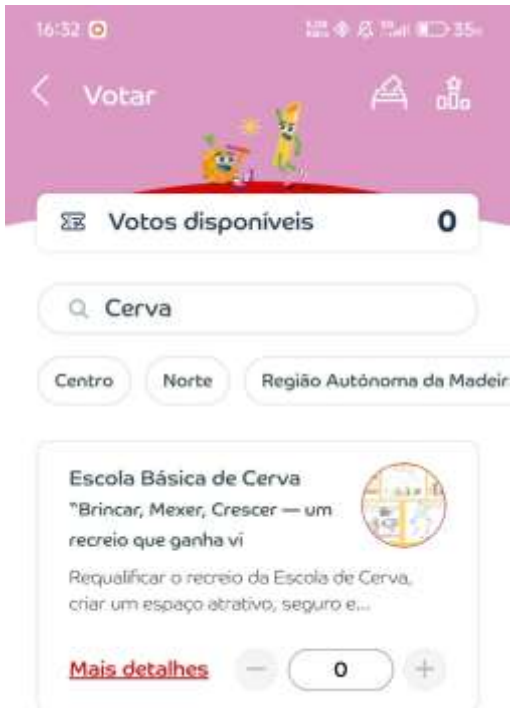 16:32
35
Votar
Votos disponíveis 0
Cerva
Centro Norte Região Autónoma da Madeir
Escola Básica de Cerva
"Brincar, Mexer, Crescer — um
recreio que ganha vi
Requalificar o recreio da Escola de Cerva,
criar um espaço atrativo, seguro e...
Mais detalhes − 0 +